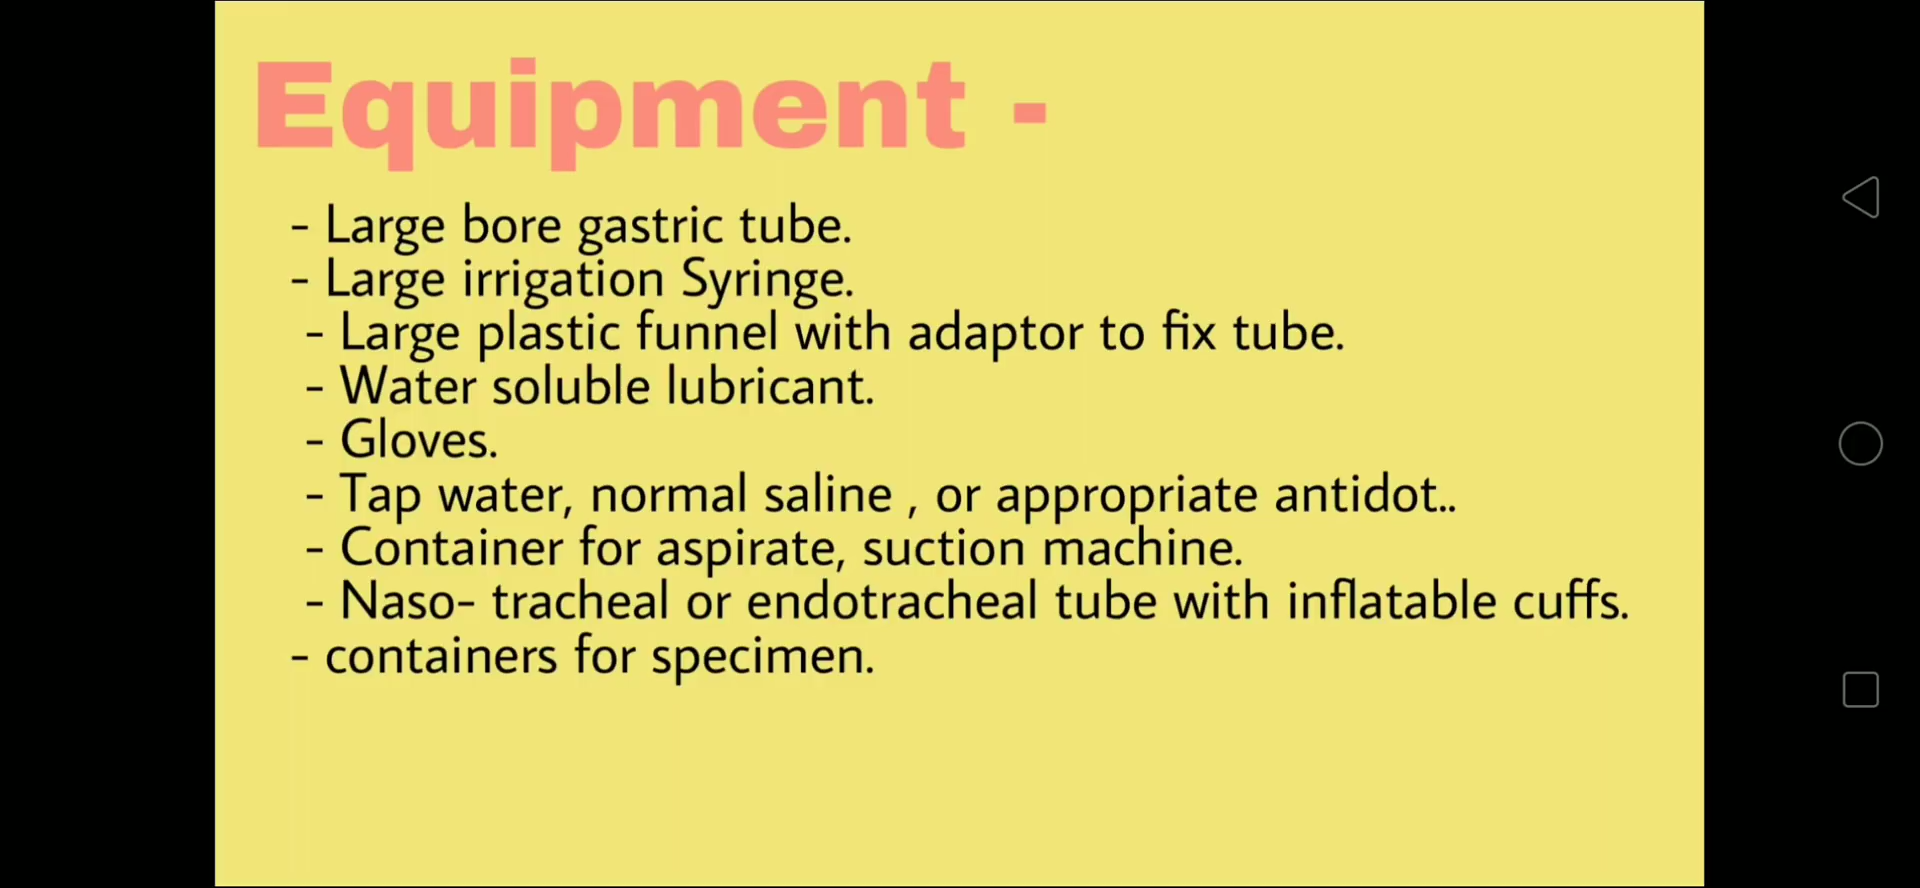 Equipment -
- Large bore gastric tube.
- Large irrigation Syringe.
- Large plastic funnel with adaptor to fix tube.
- Water soluble lubricant.
- Gloves.
- Tap water, normal saline , or appropriate antidot..
- Container for aspirate, suction machine.
- Naso- tracheal or endotracheal tube with inflatable cuffs.
- containers for specimen.